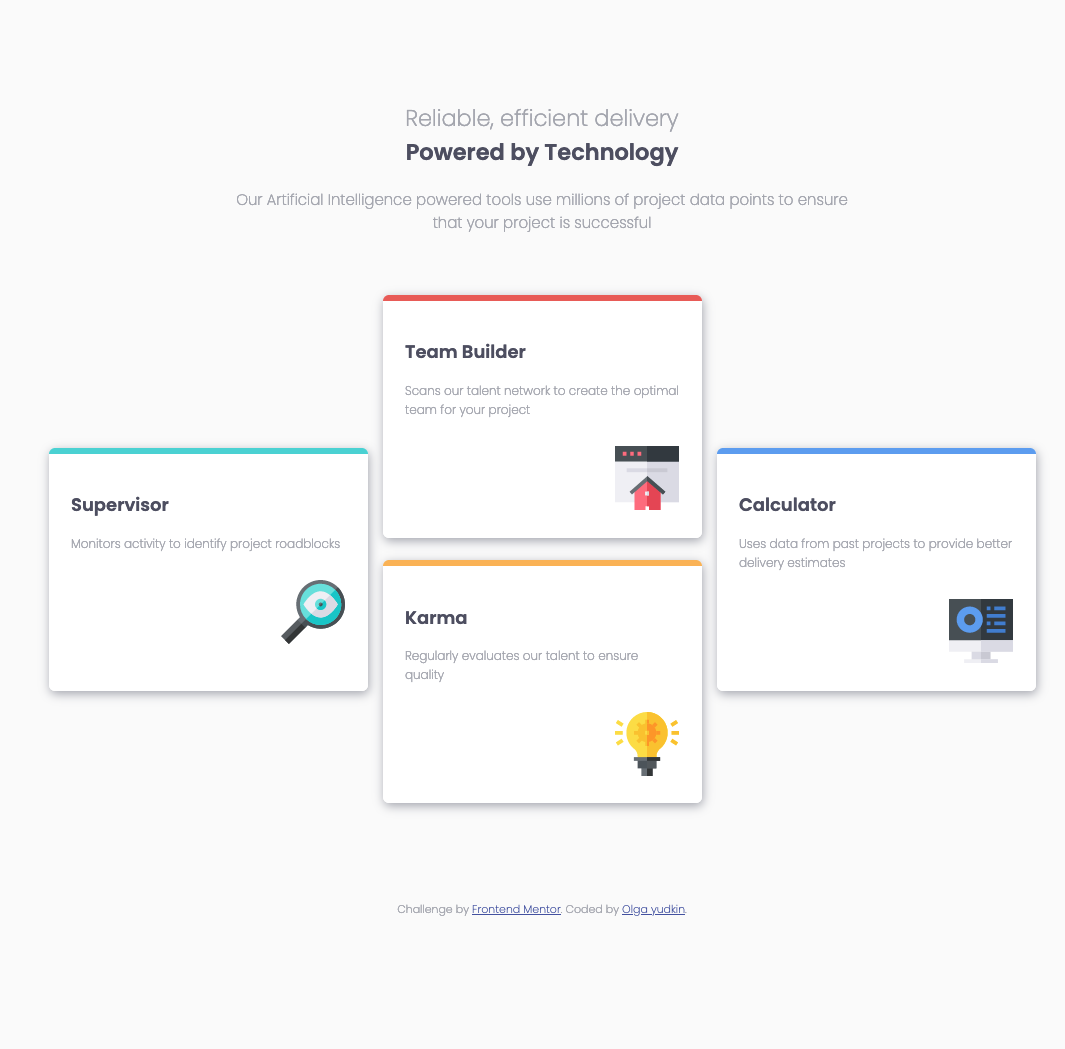 Reliable, efficient delivery
Powered by Technology
Our Artificial Intelligence powered tools use millions of project data points to ensure
that your project is successful
Supervisor
Monitors activity to identify project roadblocks
Team Builder
Scans our talent network to create the optimal
team for your project
Karma
Regularly evaluates our talent to ensure
quality
Calculator
Uses data from past projects to provide better
delivery estimates
Challenge by Frontend Mentor. Coded by Olga yudkin.